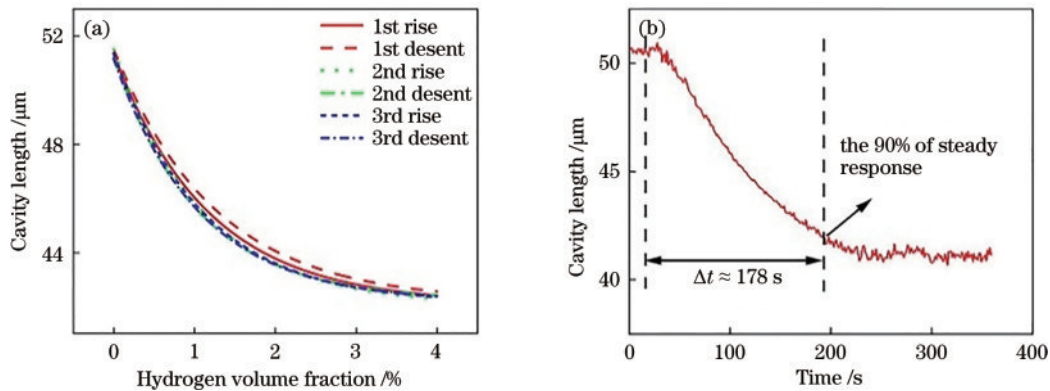 (a)
1st rise
1st desent
2nd rise
2nd desent
3rd rise
3rd desent
52
48
44
Cavity length /μm
0 1 2 3 4
Hydrogen volume fraction /%
(b)
50
45
40
Cavity length /μm
the 90% of steady
response
Δt ≈ 178 s
0 100 200 300 400
Time /s